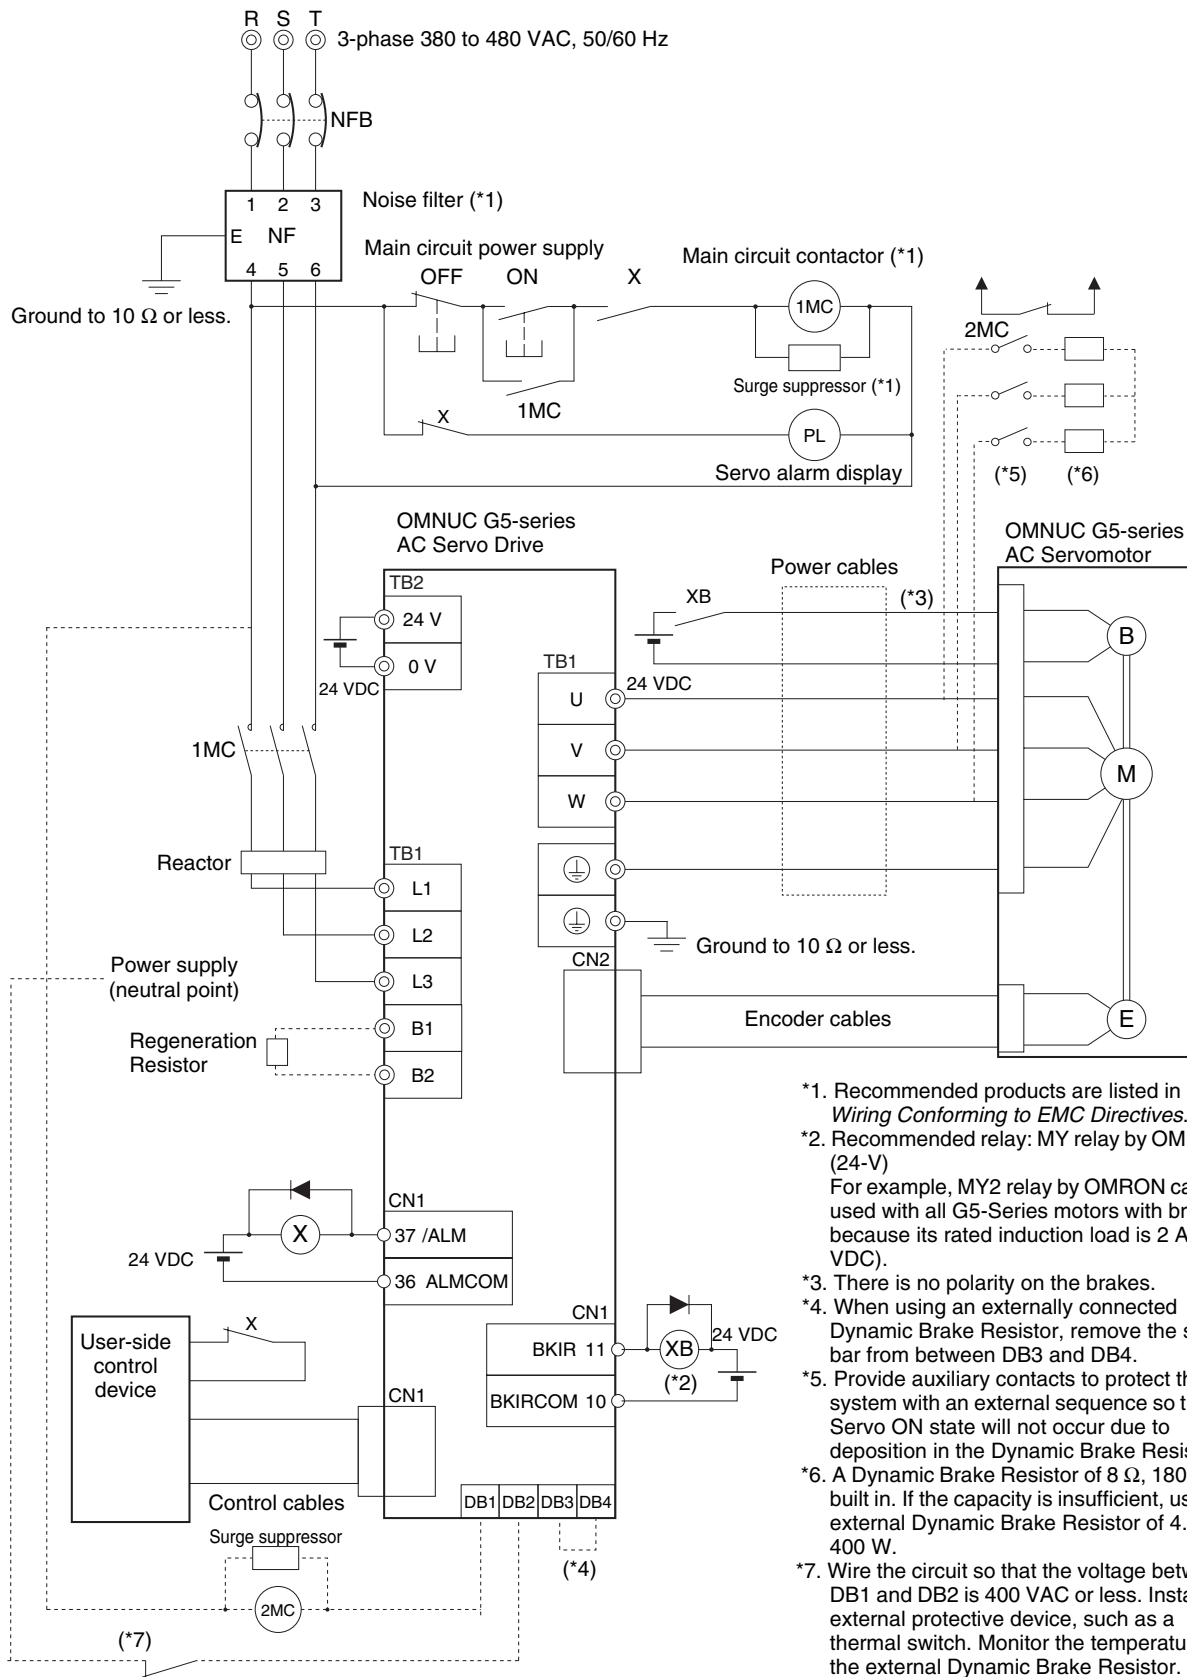 R S T
3-phase 380 to 480 VAC, 50/60 Hz
NFB
1 2 3
Noise filter (*1)
E NF
4 5 6
Ground to 10 Ω or less.
Main circuit power supply
OFF ON X
Main circuit contactor (*1)
1MC
Surge suppressor (*1)
1MC
X
PL
Servo alarm display
2MC
(*5) (*6)
OMNUC G5-series
AC Servo Drive
OMNUC G5-series
AC Servomotor
TB2
24 V
0 V
24 VDC
Power cables
XB
(*3)
24 VDC
B
TB1
U
V
W
M
1MC
Reactor
TB1
L1
L2
L3
B1
B2
Ground to 10 Ω or less.
Power supply
(neutral point)
Regeneration
Resistor
CN2
Encoder cables
E
*1. Recommended products are listed in
Wiring Conforming to EMC Directives.
*2. Recommended relay: MY relay by
(24-V)
For example, MY2 relay by OMRON
used with all G5-Series motors with
because its rated induction load is 2
VDC).
*3. There is no polarity on the brakes.
*4. When using an externally connected
Dynamic Brake Resistor, remove the
bar from between DB3 and DB4.
*5. Provide auxiliary contacts to protect
system with an external sequence so
Servo ON state will not occur due to
deposition in the Dynamic Brake
*6. A Dynamic Brake Resistor of 8 Ω, 180
built in. If the capacity is insufficient,
external Dynamic Brake Resistor of
400 W.
*7. Wire the circuit so that the voltage
DB1 and DB2 is 400 VAC or less.
external protective device, such as a
thermal switch. Monitor the
the external Dynamic Brake Resistor.
CN1
X
37 /ALM
24 VDC
36 ALMCOM
CN1
BKIR 11
XB
24 VDC
(*2)
BKIRCOM 10
User-side
control
device
X
CN1
Control cables
DB1 DB2 DB3 DB4
(*4)
Surge suppressor
2MC
(*7)